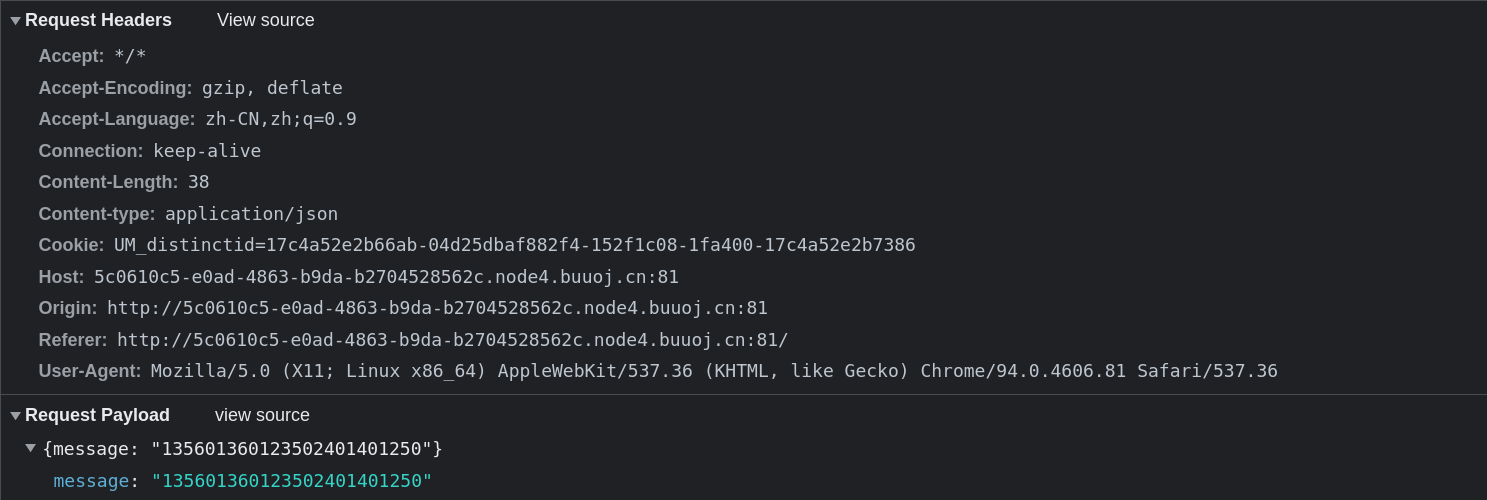 Request Headers View source
Accept: */*
Accept-Encoding: gzip, deflate
Accept-Language: zh-CN,zh;q=0.9
Connection: keep-alive
Content-Length: 38
Content-type: application/json
Cookie: UM_distinctid=17c4a52e2b66ab-04d25dbaf882f4-152f1c08-1fa400-17c4a52e2b7386
Host: 5c0610c5-e0ad-4863-b9da-b2704528562c.node4.buuoj.cn:81
Origin: http://5c0610c5-e0ad-4863-b9da-b2704528562c.node4.buuoj.cn:81
Referer: http://5c0610c5-e0ad-4863-b9da-b2704528562c.node4.buuoj.cn:81/
User-Agent: Mozilla/5.0 (X11; Linux x86_64) AppleWebKit/537.36 (KHTML, like Gecko) Chrome/94.0.4606.81 Safari/537.36
Request Payload view source
{message: "135601360123502401401250"}
message: "135601360123502401401250"